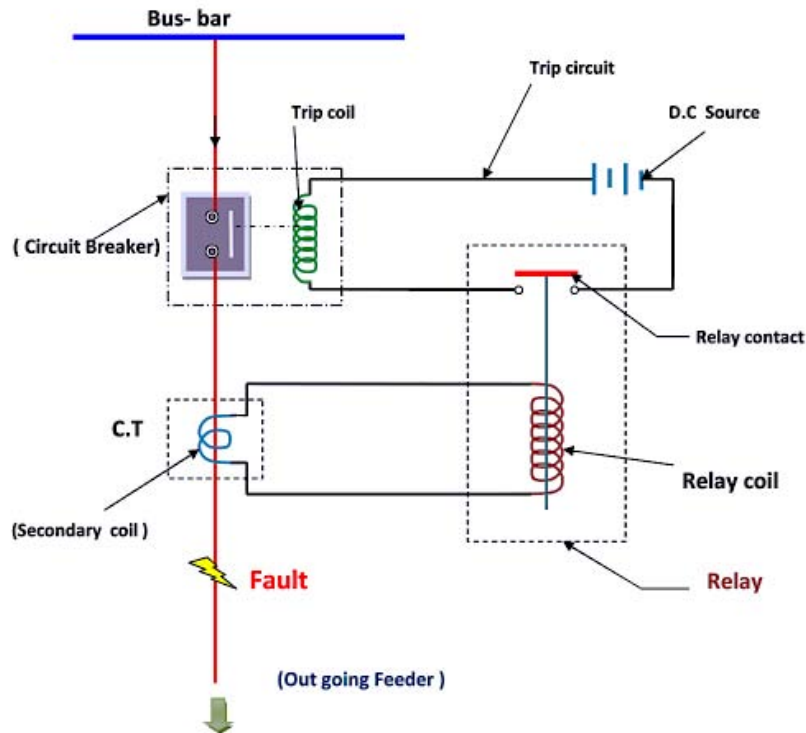 Bus- bar
Trip circuit
Trip coil
D.C Source
( Circuit Breaker)
Relay contact
C.T
Relay coil
(Secondary coil )
Fault
Relay
(Out going Feeder )